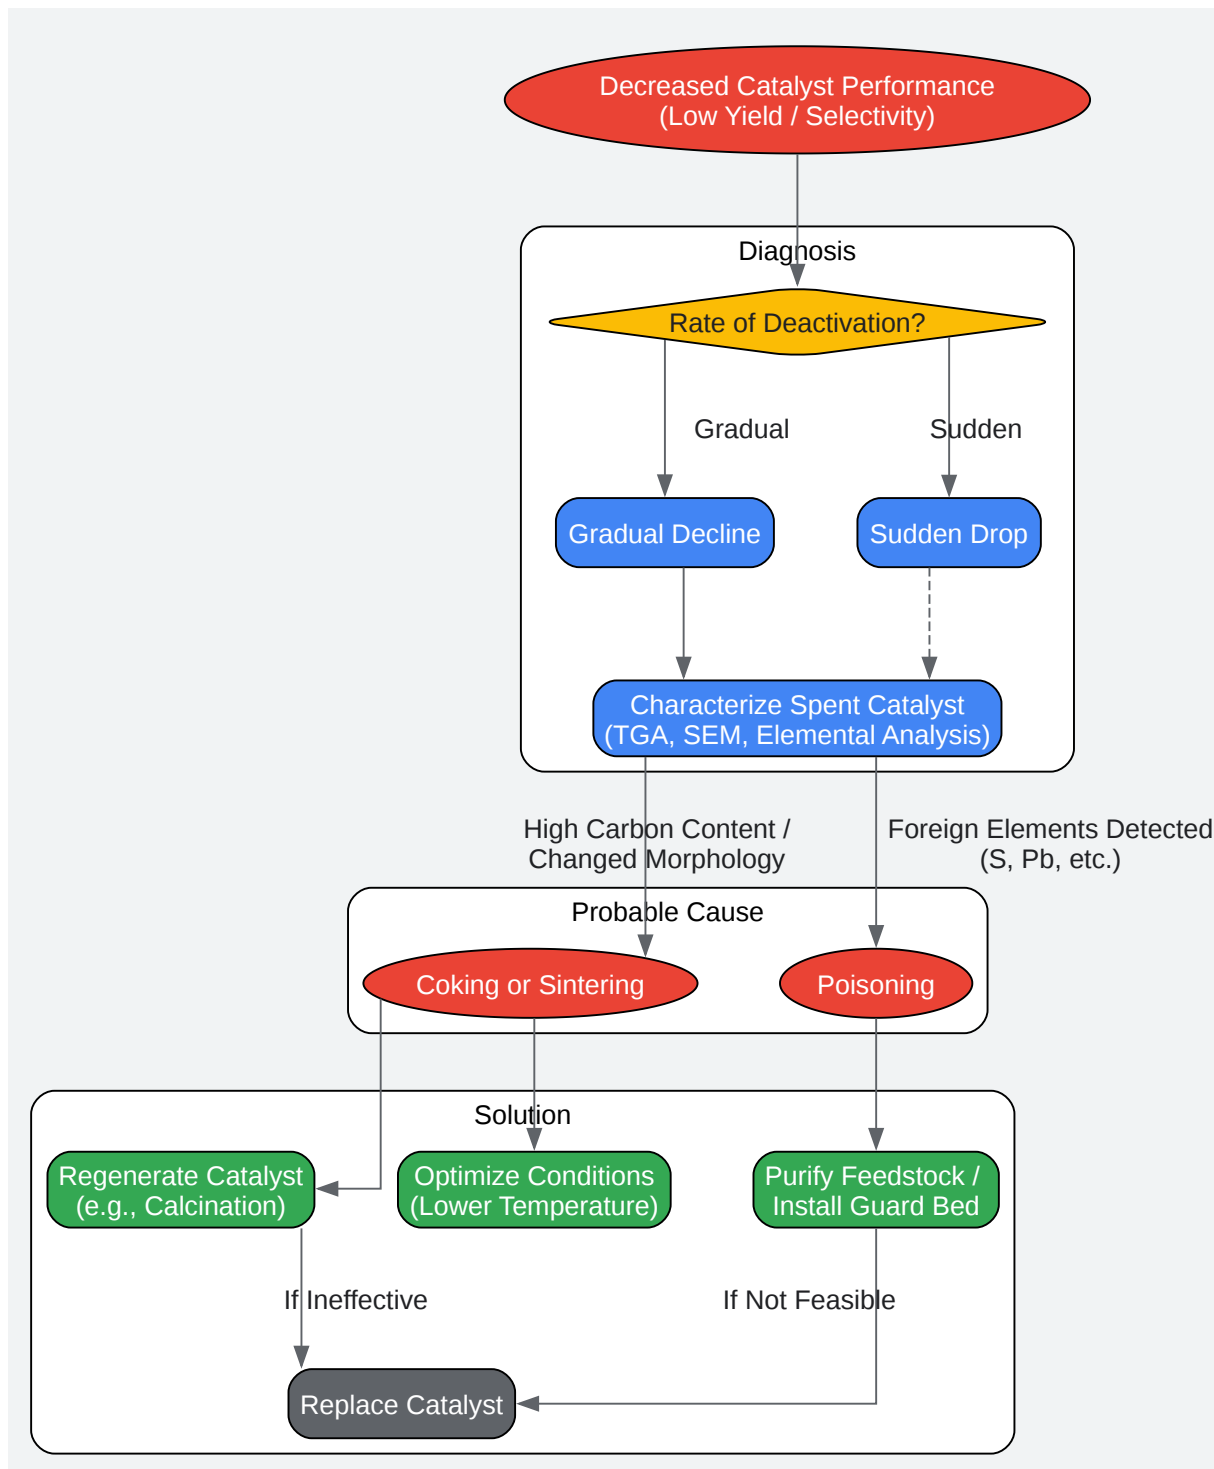 Decreased Catalyst Performance
(Low Yield / Selectivity)
Diagnosis
Rate of Deactivation?
Gradual
Sudden
Gradual Decline
Sudden Drop
Characterize Spent Catalyst
(TGA, SEM, Elemental Analysis)
High Carbon Content /
Changed Morphology
Foreign Elements Detected
(S, Pb, etc.)
Probable Cause
Coking or Sintering
Poisoning
Solution
Regenerate Catalyst
(e.g., Calcination)
Optimize Conditions
(Lower Temperature)
Purify Feedstock /
Install Guard Bed
If Ineffective
If Not Feasible
Replace Catalyst